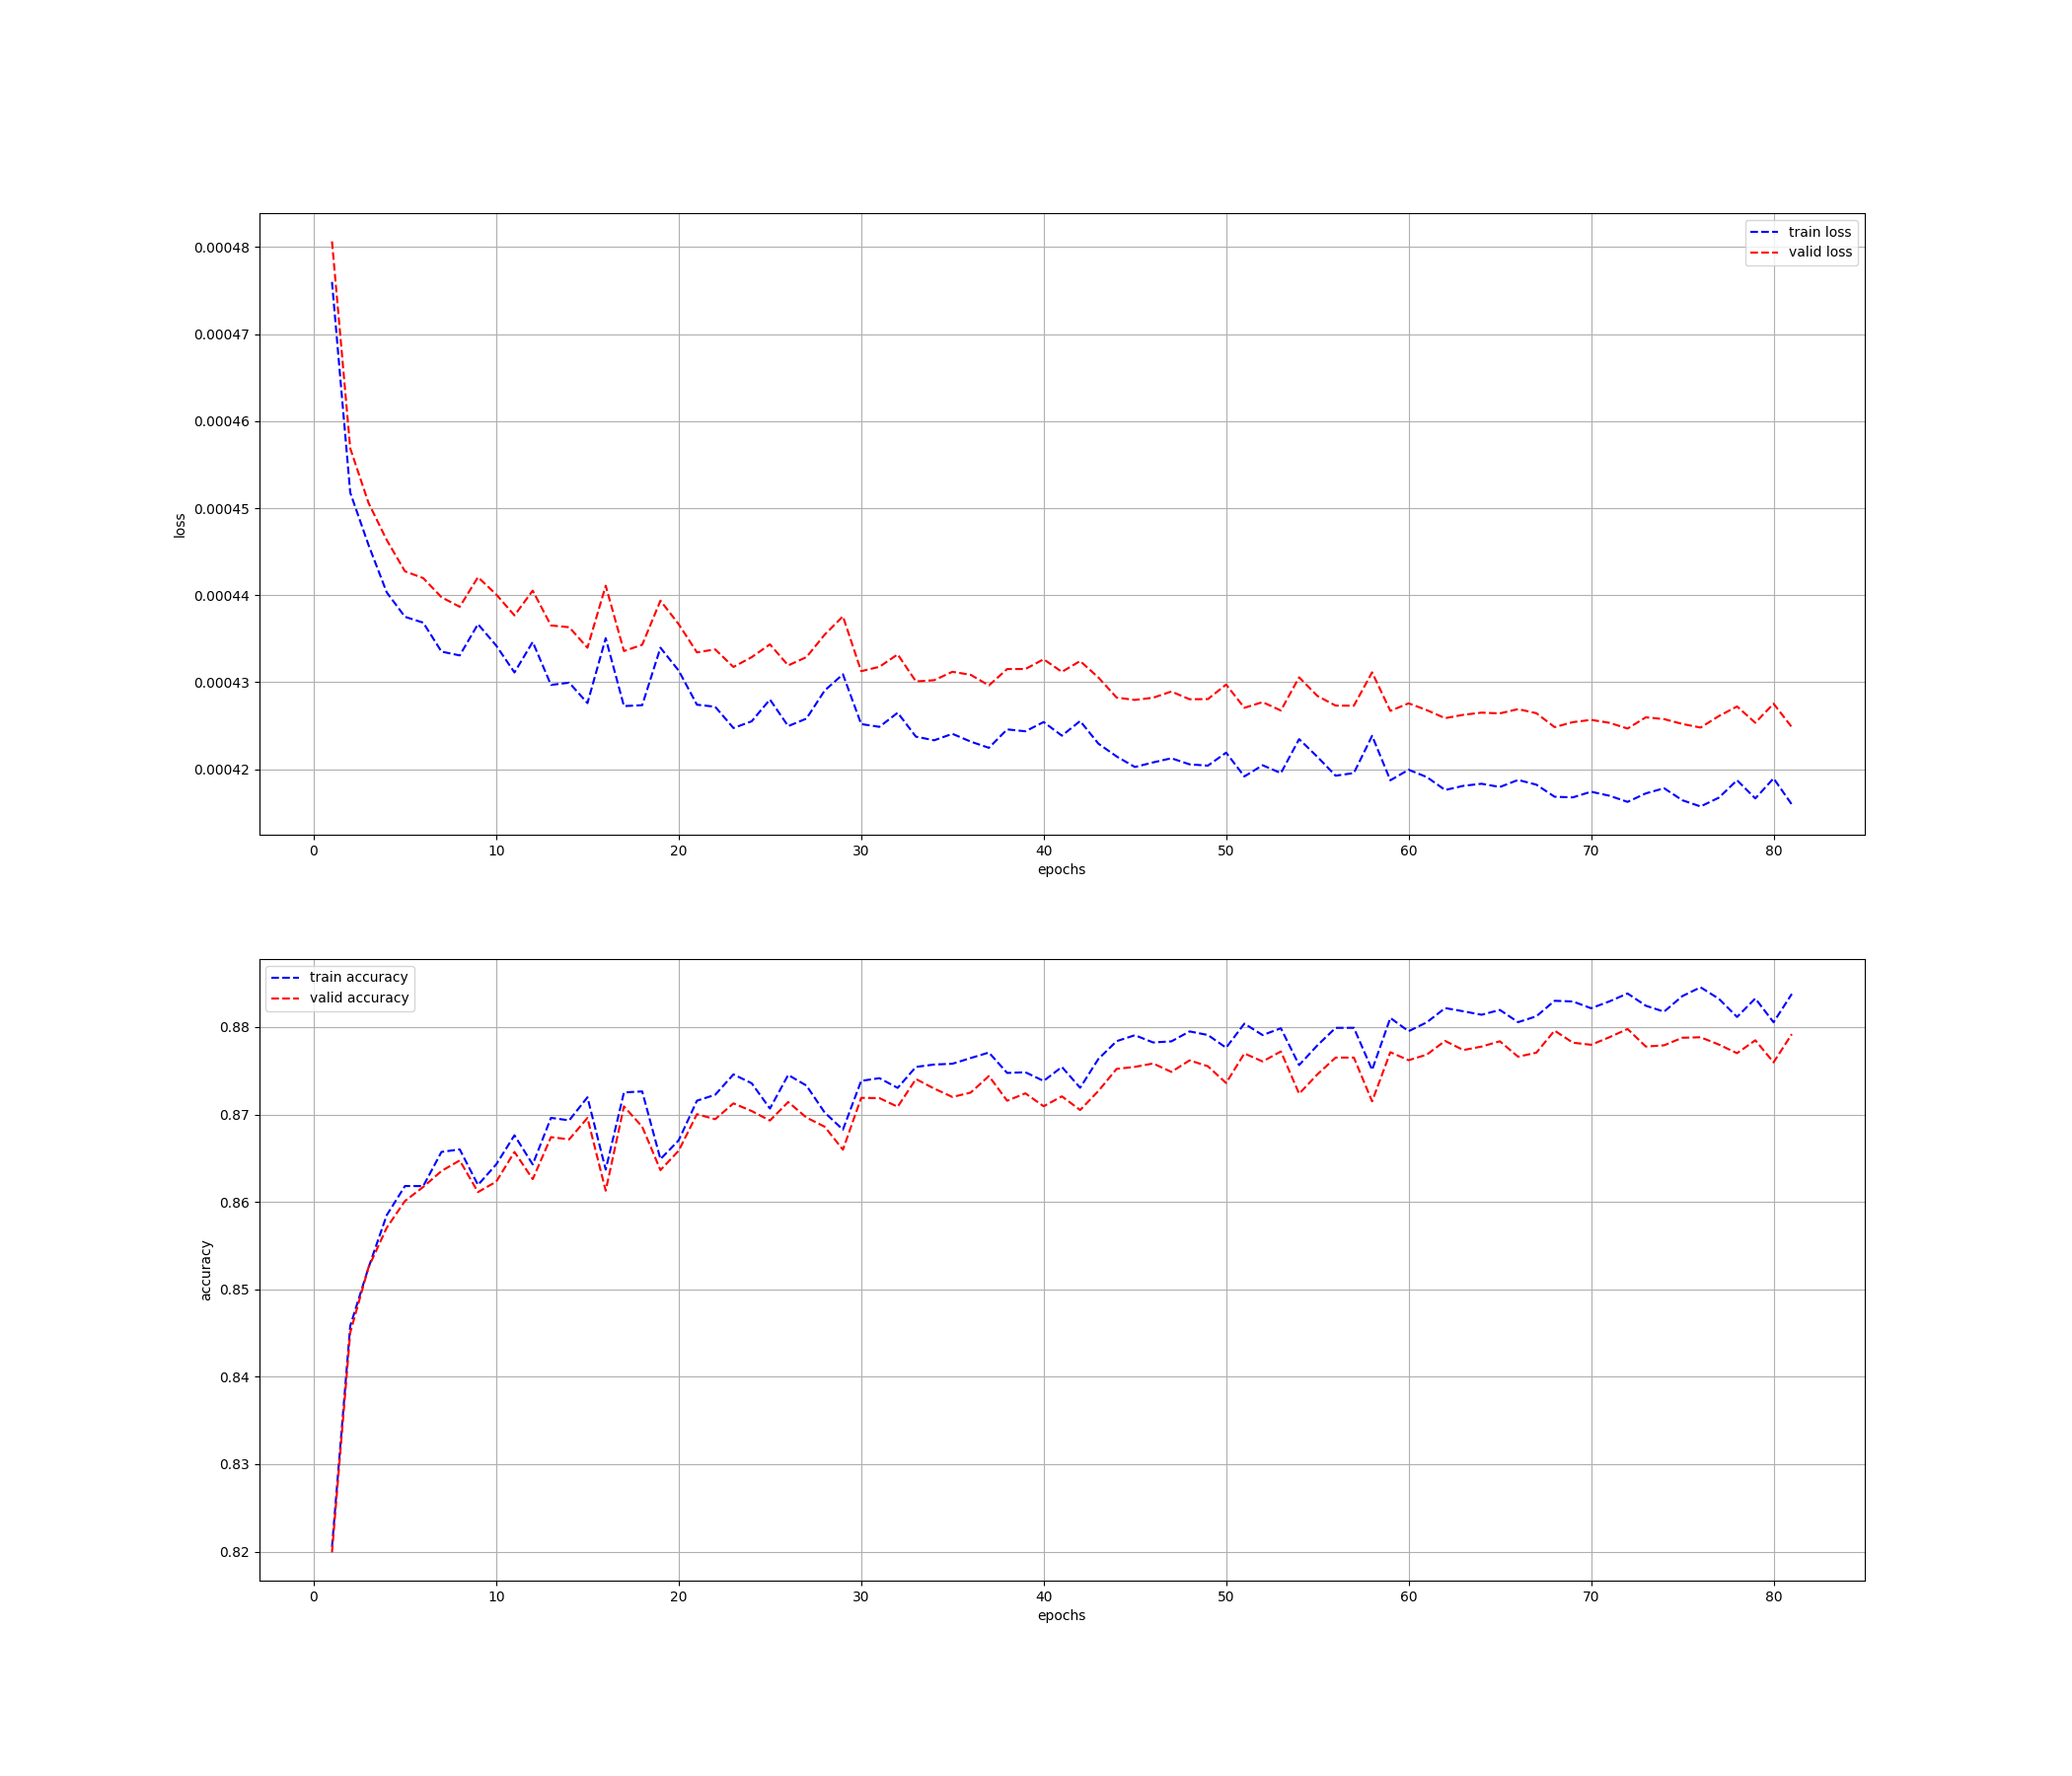 train loss
valid loss
0.00048
0.00047
0.00046
0.00045
0.00044
0.00043
0.00042
loss
0 10 20 30 40 50 60 70 80
epochs
train accuracy
valid accuracy
0.88
0.87
0.86
0.85
0.84
0.83
0.82
accuracy
0 10 20 30 40 50 60 70 80
epochs